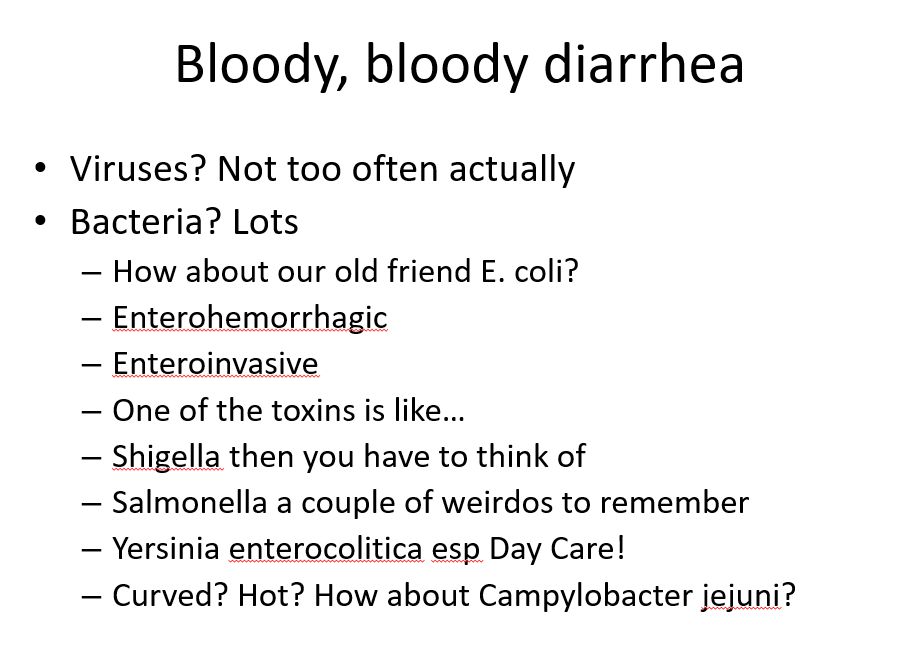 Bloody, bloody diarrhea
• Viruses? Not too often actually
• Bacteria? Lots
– How about our old friend E. coli?
– Enterohemorrhagic
– Enteroinvasive
– One of the toxins is like…
– Shigella then you have to think of
– Salmonella a couple of weirdos to remember
– Yersinia enterocolitica esp Day Care!
– Curved? Hot? How about Campylobacter jejuni?